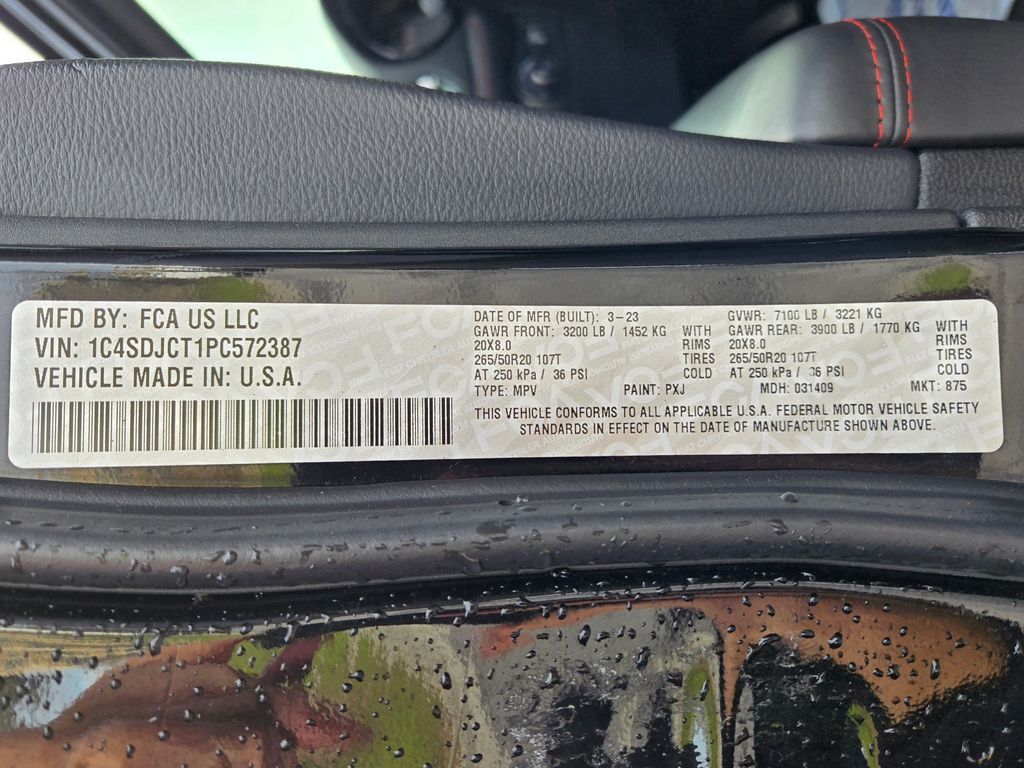 MFD BY: FCA US LLC
VIN: 1C4SDJCT1PC572387
VEHICLE MADE IN: U.S.A.
DATE OF MFR (BUILT): 3-23
GAWR FRONT: 3200 LB / 1452 KG WITH
20X8.0 RIMS
265/50R20 107T TIRES
AT 250 kPa / 36 PSI COLD
TYPE: MPV PAINT: PXJ
GVWR: 7100 LB / 3221 KG
GAWR REAR: 3900 LB / 1770 KG WITH
20X8.0 RIMS
265/50R20 107T TIRES
AT 250 kPa / 36 PSI COLD
MDH: 031409 MKT: 875
THIS VEHICLE CONFORMS TO ALL APPLICABLE U.S.A. FEDERAL MOTOR VEHICLE SAFETY
STANDARDS IN EFFECT ON THE DATE OF MANUFACTURE SHOWN ABOVE.